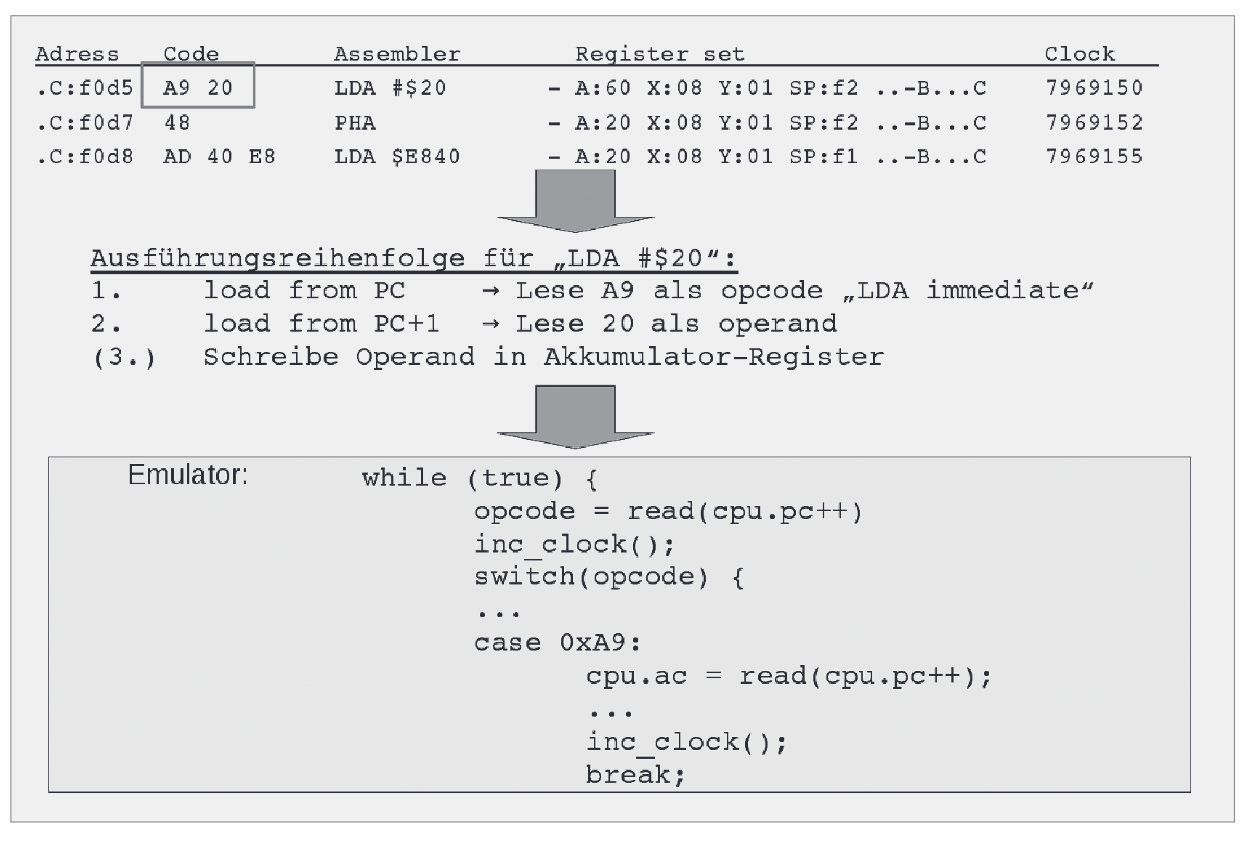 Adress Code Assembler Register set Clock
.C:f0d5 A9 20 LDA #$20 - A:60 X:08 Y:01 SP:f2 ..-B...C 7969150
.C:f0d7 48 PHA - A:20 X:08 Y:01 SP:f2 ..-B...C 7969152
.C:f0d8 AD 40 E8 LDA $E840 - A:20 X:08 Y:01 SP:f1 ..-B...C 7969155
Ausführungsreihenfolge für „LDA #$20":
1. load from PC → Lese A9 als opcode „LDA immediate"
2. load from PC+1 → Lese 20 als operand
(3.) Schreibe Operand in Akkumulator-Register
Emulator: while (true) {
opcode = read(cpu.pc++)
inc_clock();
switch(opcode) {
...
case 0xA9:
cpu.ac = read(cpu.pc++);
...
inc_clock();
break;